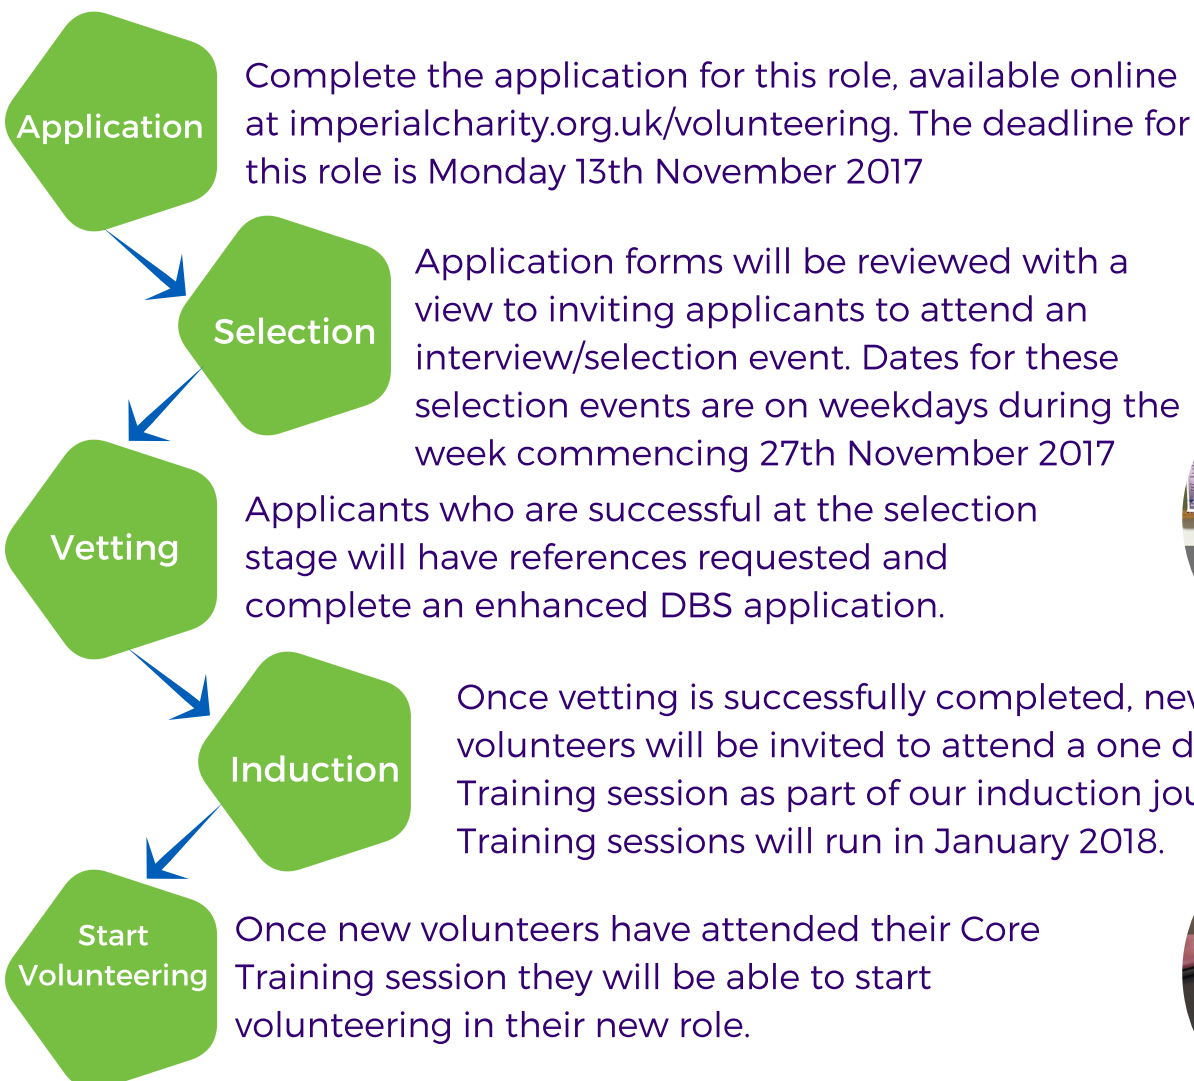 Application
Complete the application for this role, available online
at imperialcharity.org.uk/volunteering. The deadline for
this role is Monday 13th November 2017
Selection
Application forms will be reviewed with a
view to inviting applicants to attend an
interview/selection event. Dates for these
selection events are on weekdays during the
week commencing 27th November 2017
Vetting
Applicants who are successful at the selection
stage will have references requested and
complete an enhanced DBS application.
Induction
Once vetting is successfully completed,
volunteers will be invited to attend a one
Training session as part of our induction
Training sessions will run in January 2018.
Start
Volunteering
Once new volunteers have attended their Core
Training session they will be able to start
volunteering in their new role.